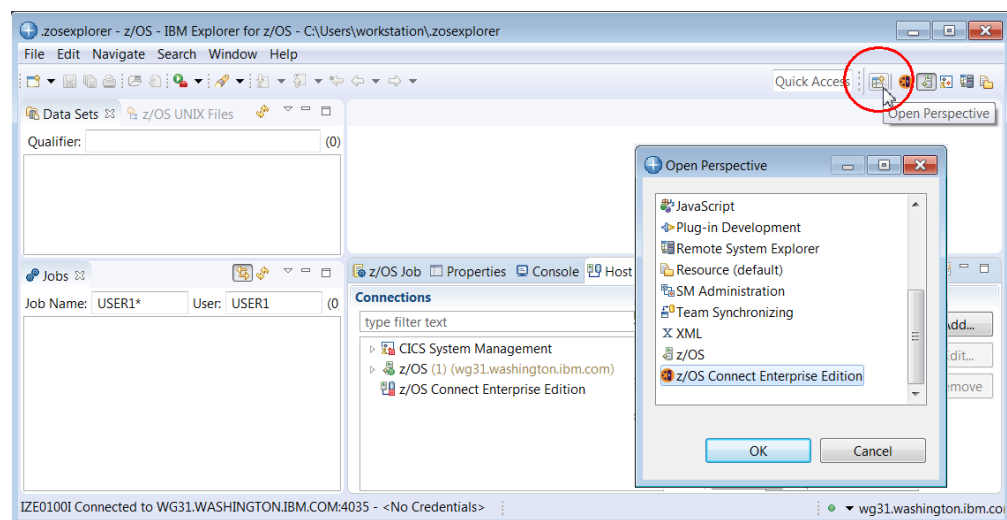 .zosexplorer - z/OS - IBM Explorer for z/OS - C:\Users\workstation\.zosexplorer
File Edit Navigate Search Window Help
Quick Access
Open Perspective
Data Sets z/OS UNIX Files
Qualifier: (0)
Open Perspective
JavaScript
Plug-in Development
Remote System Explorer
Resource (default)
SM Administration
Team Synchronizing
XML
z/OS
z/OS Connect Enterprise Edition
OK Cancel
Jobs
Job Name: USER1* User: USER1 (0
z/OS Job Properties Console Host
Connections
type filter text
CICS System Management
z/OS (1) (wg31.washington.ibm.com)
z/OS Connect Enterprise Edition
Add...
Edit...
emove
IZE0100I Connected to WG31.WASHINGTON.IBM.COM:4035 - <No Credentials>
wg31.washington.ibm.co